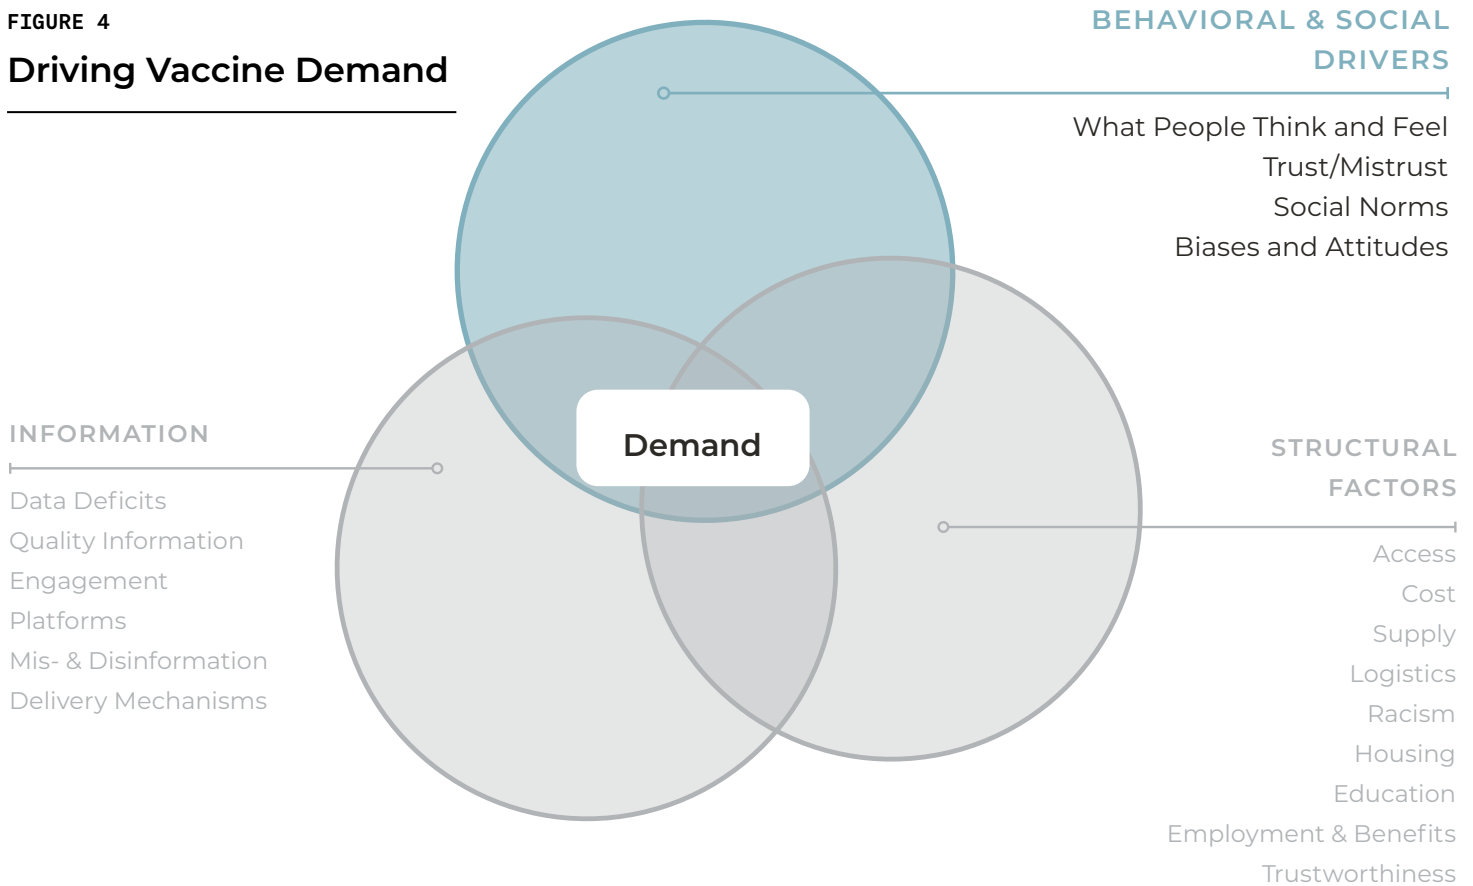 FIGURE 4
Driving Vaccine Demand
BEHAVIORAL & SOCIAL
DRIVERS
What People Think and Feel
Trust/Mistrust
Social Norms
Biases and Attitudes
Demand
INFORMATION
Data Deficits
Quality Information
Engagement
Platforms
Mis- & Disinformation
Delivery Mechanisms
STRUCTURAL
FACTORS
Access
Cost
Supply
Logistics
Racism
Housing
Education
Employment & Benefits
Trustworthiness